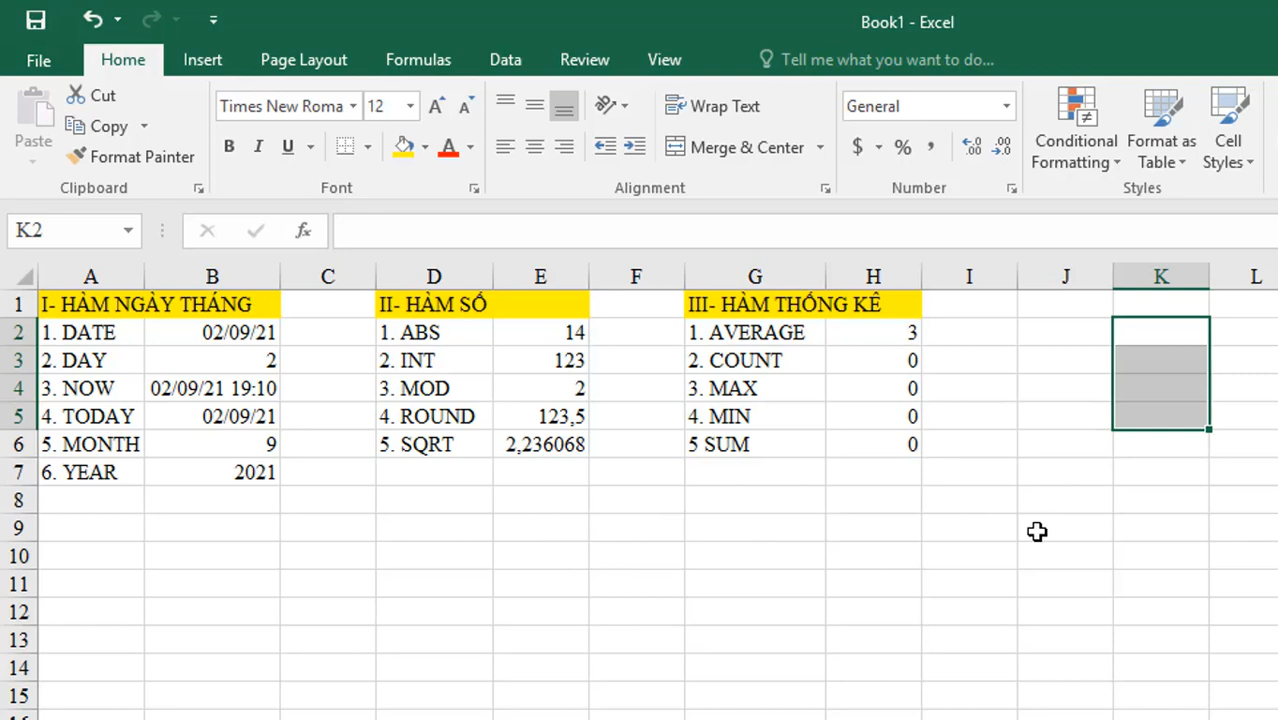 Book1 - Excel
File Home Insert Page Layout Formulas Data Review View Tell me what you want to do...
Paste
Cut
Copy
Format Painter
Clipboard
Times New Roma 12
B I U A
Font
Wrap Text
Merge & Center
Alignment
General
$ % ,
Number
Conditional Formatting
Format as Table
Cell Styles
Styles
K2 fx
A B C D E F G H I J K L
1 I- HÀM NGÀY THÁNG II- HÀM SỐ III- HÀM THỐNG KÊ
2 1. DATE 02/09/21 1. ABS 14 1. AVERAGE 3
3 2. DAY 2 2. INT 123 2. COUNT 0
4 3. NOW 02/09/21 19:10 3. MOD 2 3. MAX 0
5 4. TODAY 02/09/21 4. ROUND 123,5 4. MIN 0
6 5. MONTH 9 5. SQRT 2,236068 5 SUM 0
7 6. YEAR 2021
8
9
10
11
12
13
14
15